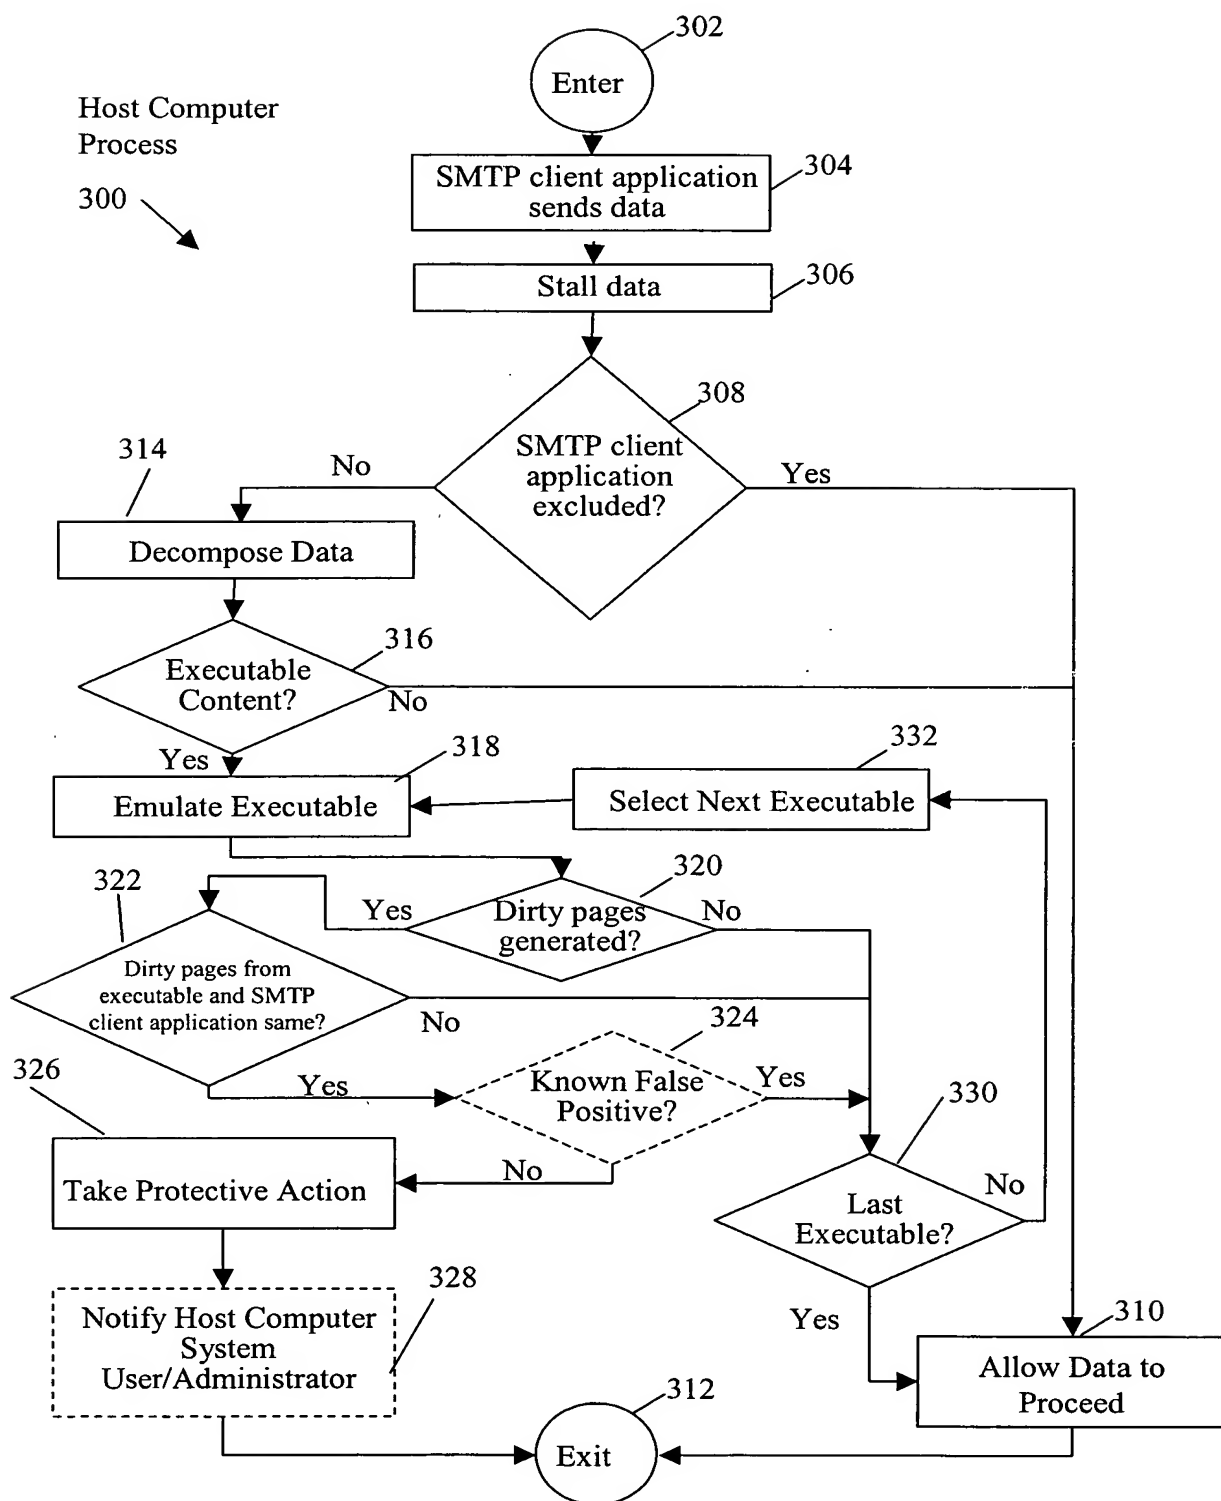 302
Enter
Host Computer
Process
300
SMTP client application
sends data
304
Stall data
306
308
SMTP client
application
excluded?
No
Yes
314
Decompose Data
316
Executable
Content?
No
Yes
318
Emulate Executable
332
Select Next Executable
320
Dirty pages
generated?
Yes
No
322
Dirty pages from
executable and SMTP
client application same?
No
Yes
324
Known False
Positive?
Yes
No
326
Take Protective Action
330
Last
Executable?
No
Yes
328
Notify Host Computer
System
User/Administrator
310
Allow Data to
Proceed
312
Exit